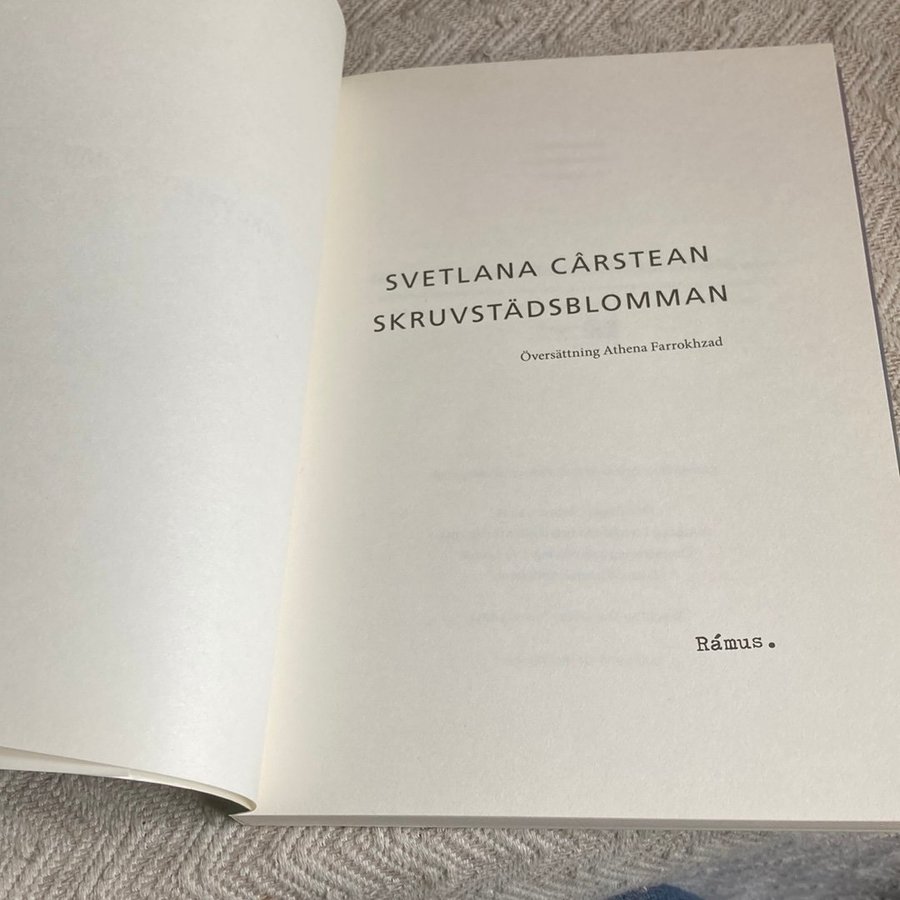 SVETLANA CÂRSTEAN
SKRUVSTÄDSBLOMMAN
Översättning Athena Farrokhzad
Rámus.